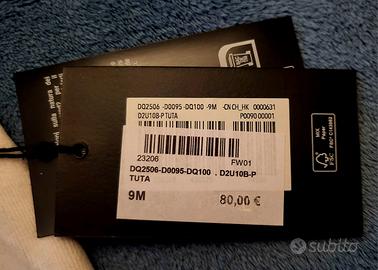 DQ2506 -D0095-DQ100 -9M -CN CH_HK 0000631
D2U10B-P TUTA P0090 00001
23206 FW01
DQ2506-D0095-DQ100 . D2U10B-P
TUTA
9M 80,00 €
MIX
Paper
FSC
subito